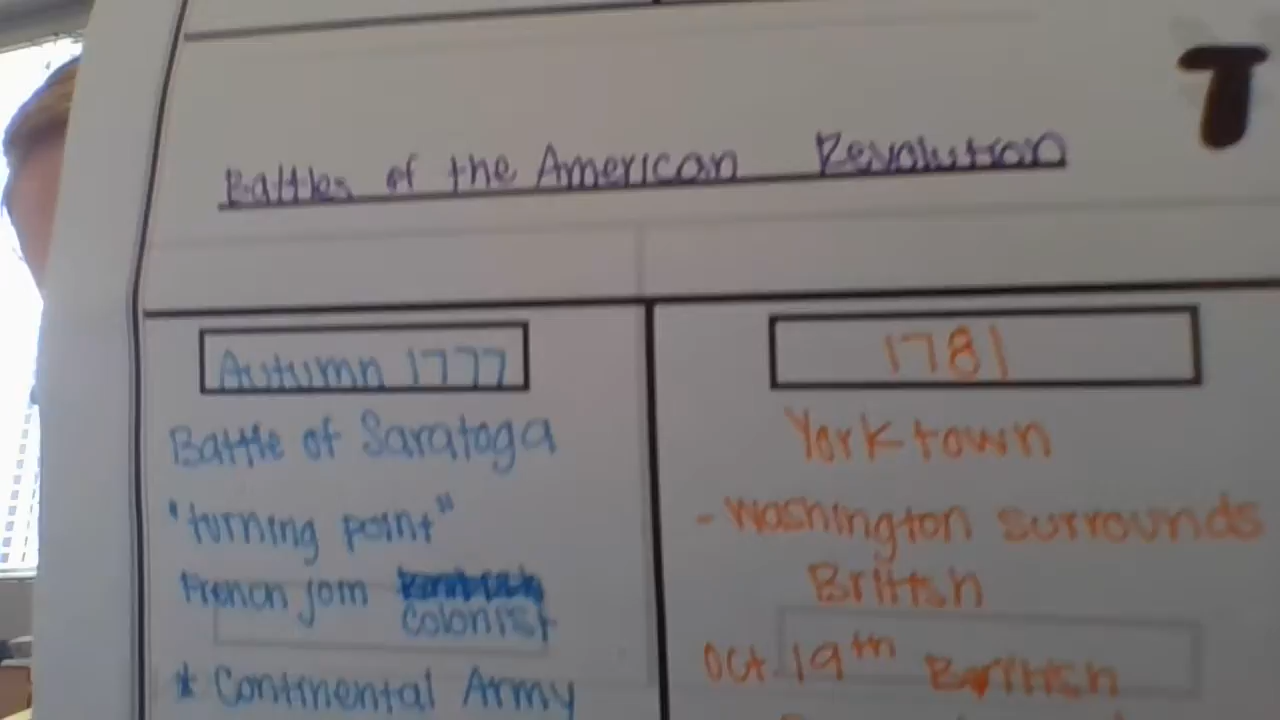 T
Battles of the American Revolution
Autumn 1777
Battle of Saratoga
"turning point"
French join
colonist
* Continental Army
1781
Yorktown
- Washington surrounds
British
Oct. 19th British